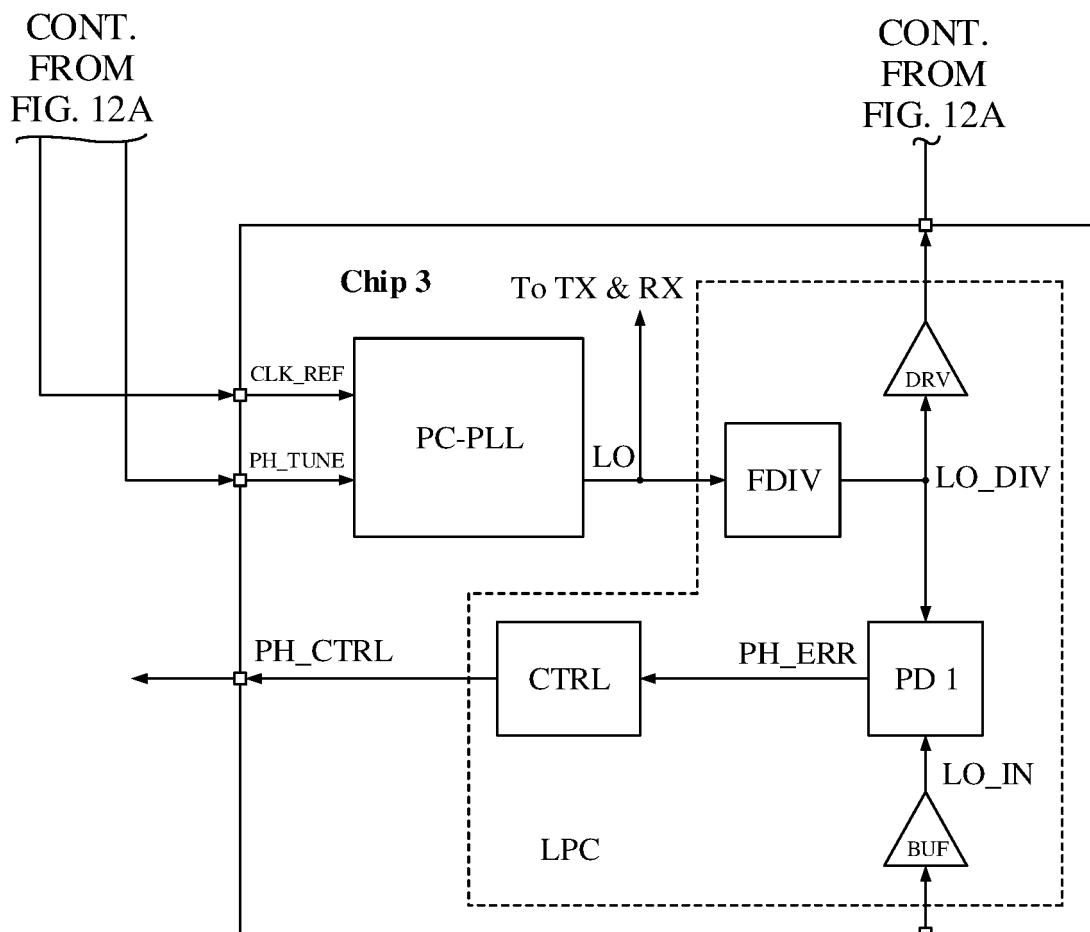 CONT.
FROM
FIG. 12A
CONT.
FROM
FIG. 12A
Chip 3
To TX & RX
CLK_REF
DRV
PC-PLL
PH_TUNE
LO
FDIV
LO_DIV
PH_CTRL
CTRL
PH_ERR
PD 1
LO_IN
LPC
BUF